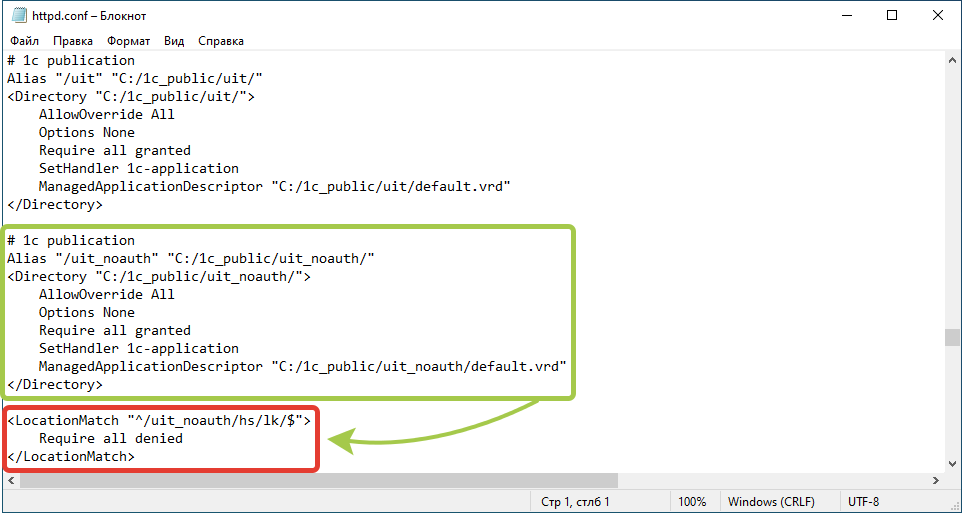 httpd.conf – Блокнот
Файл Правка Формат Вид Справка
# 1c publication
Alias "/uit" "C:/1c_public/uit/"
<Directory "C:/1c_public/uit/">
    AllowOverride All
    Options None
    Require all granted
    SetHandler 1c-application
    ManagedApplicationDescriptor "C:/1c_public/uit/default.vrd"
</Directory>
# 1c publication
Alias "/uit_noauth" "C:/1c_public/uit_noauth/"
<Directory "C:/1c_public/uit_noauth/">
    AllowOverride All
    Options None
    Require all granted
    SetHandler 1c-application
    ManagedApplicationDescriptor "C:/1c_public/uit_noauth/default.vrd"
</Directory>
<LocationMatch "^/uit_noauth/hs/lk/$">
    Require all denied
</LocationMatch>
Стр 1, стлб 1 100% Windows (CRLF) UTF-8